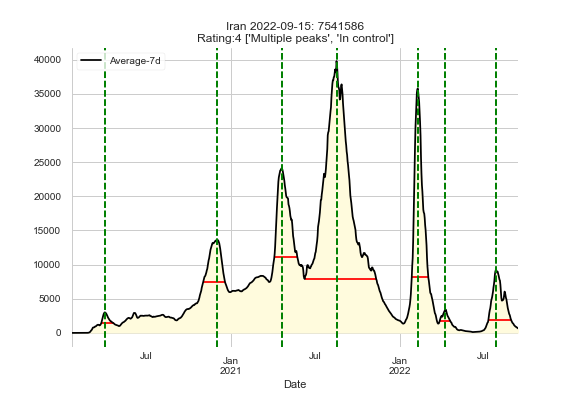 Iran 2022-09-15: 7541586
Rating:4 ['Multiple peaks', 'In control']
Average-7d
40000
35000
30000
25000
20000
15000
10000
5000
0
Jul
Jan
2021
Jul
Jan
2022
Jul
Date